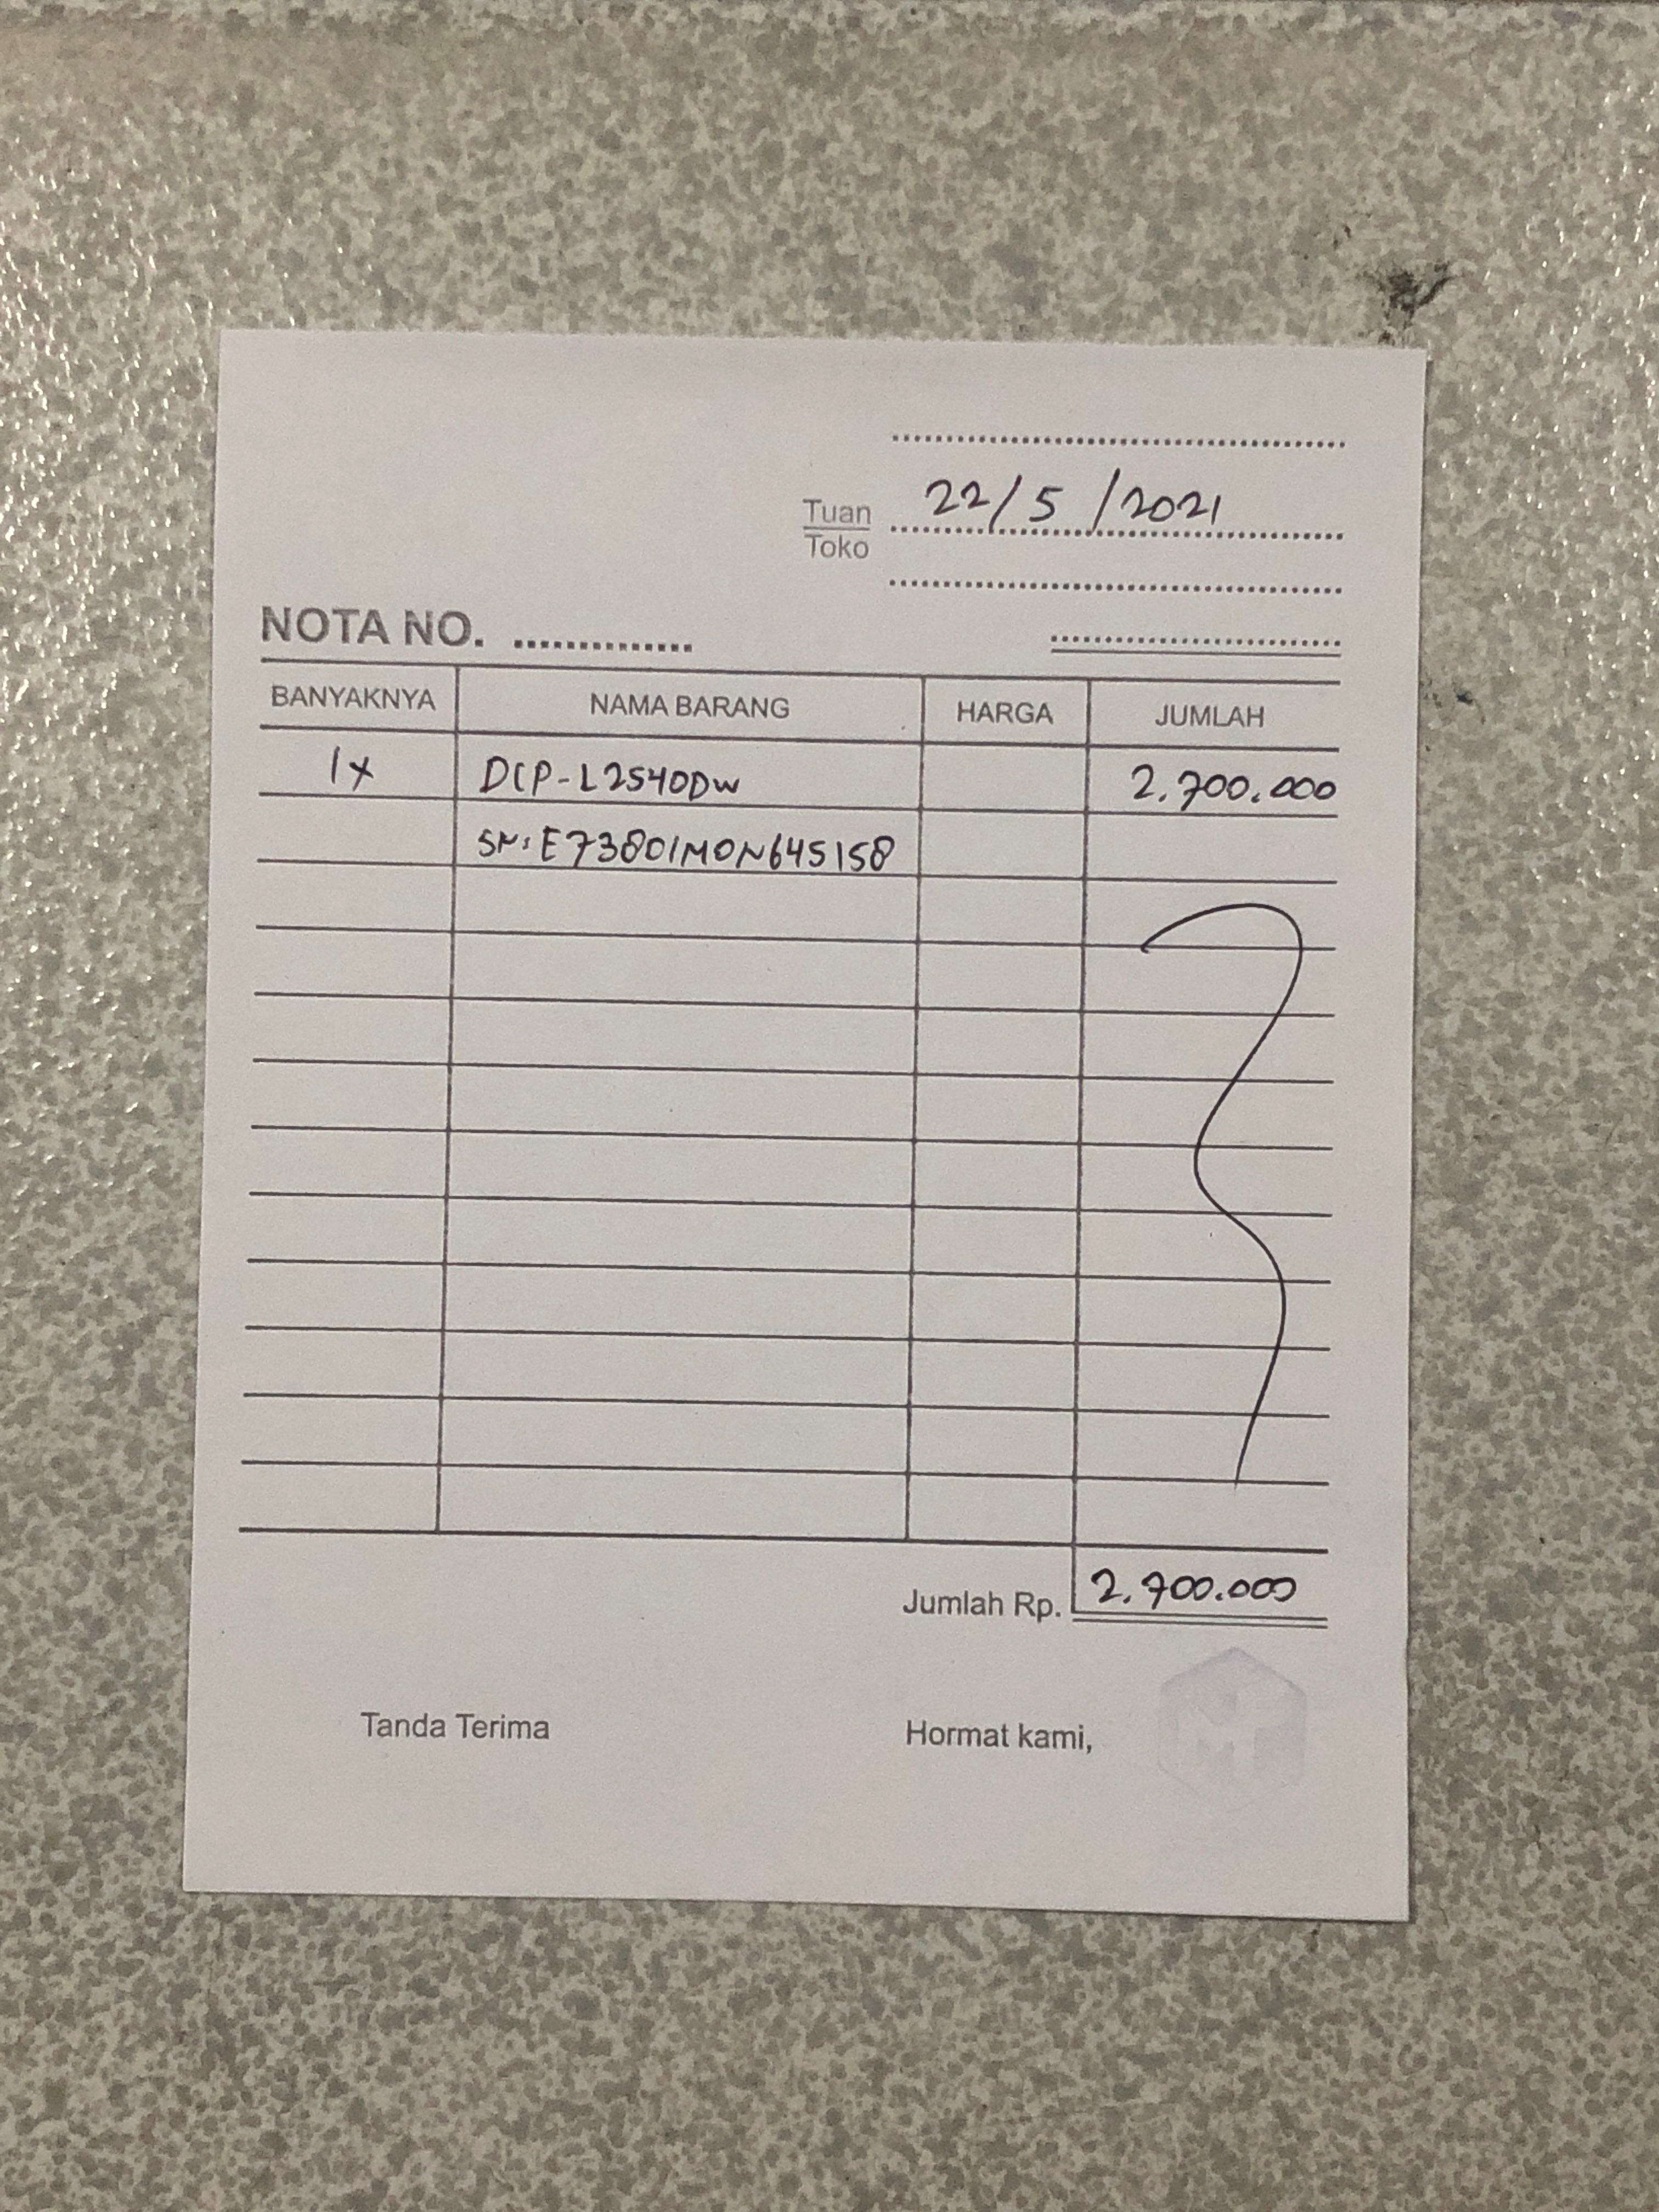 22/5/2021
Tuan
Toko
NOTA NO. ..............
BANYAKNYA NAMA BARANG HARGA JUMLAH
1x DCP-L2540DW 2.700.000
SN: E73801M0N645158
Jumlah Rp. 2.700.000
Tanda Terima Hormat kami,